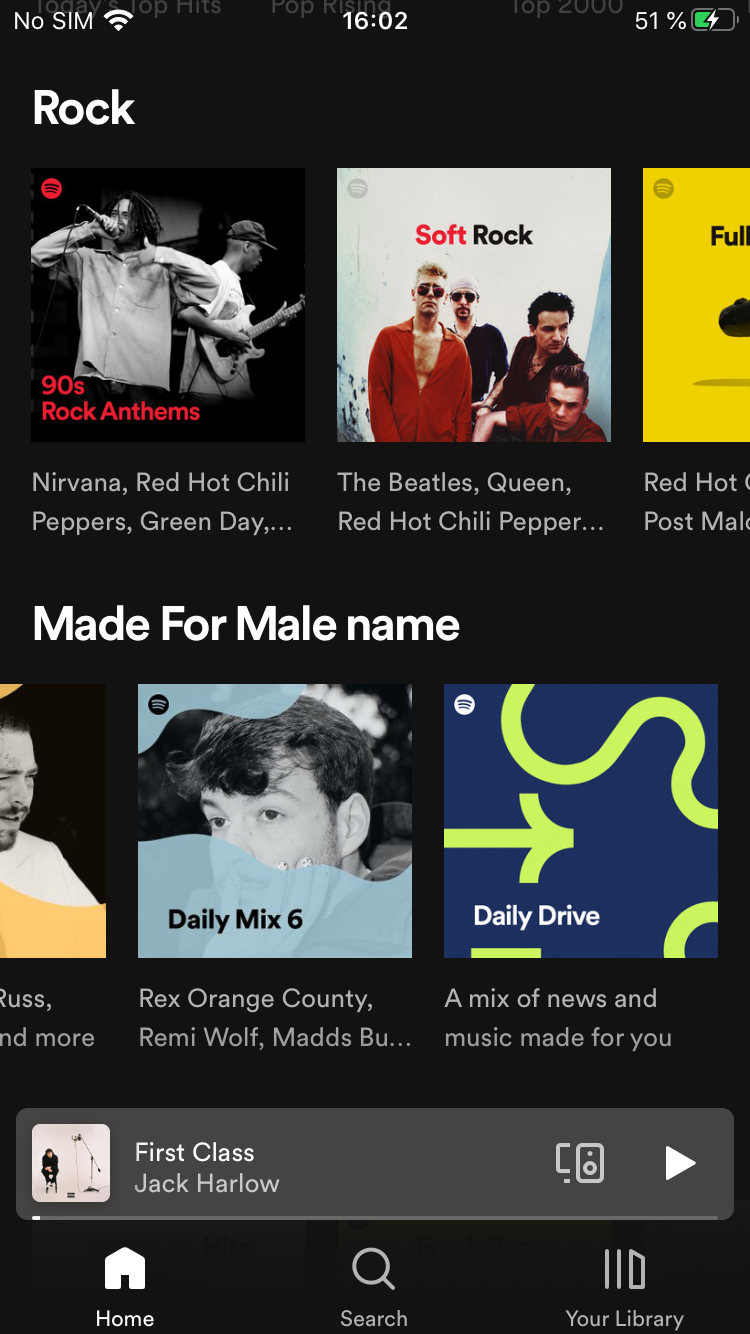 Today's Top Hits
Pop Rising
Top 2000
No SIM
16:02
51 %
Rock
90s
Rock Anthems
Soft Rock
Full
Nirvana, Red Hot Chili
Peppers, Green Day,...
The Beatles, Queen,
Red Hot Chili Pepper...
Red Hot
Post Malo
Made For Male name
Daily Mix 6
Daily Drive
Russ,
nd more
Rex Orange County,
Remi Wolf, Madds Bu...
A mix of news and
music made for you
First Class
Jack Harlow
Hits
Fresh Pop
Home
Search
Your Library